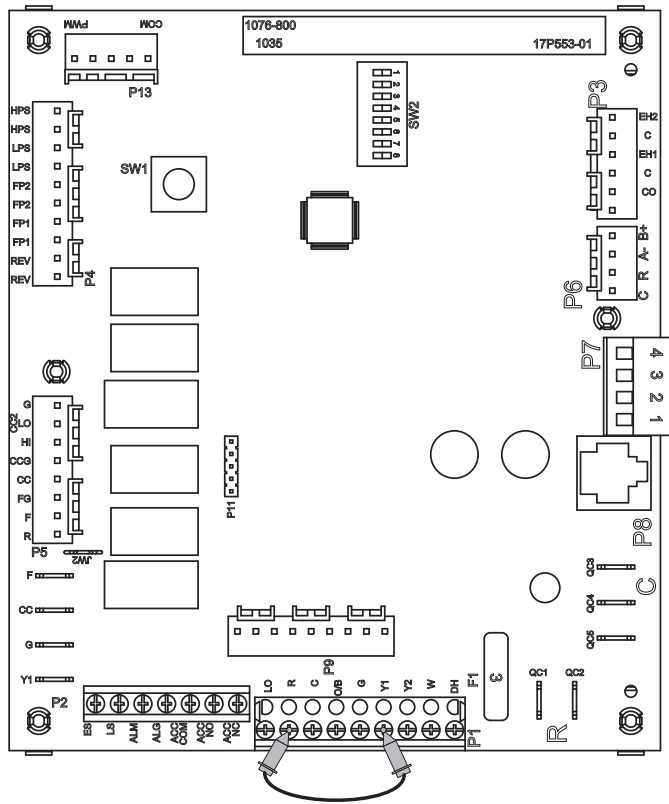 PWM COM
P13
1076-800
1035 17P553-01
1
2
3
4
5
6
7
8
SW2
SW1
HPS
HPS
LPS
LPS
FP2
FP2
FP1
FP1
REV
REV
P4
P3
EH2
C
EH1
C
CO
P6
B+
A-
R
C
P7
4
3
2
1
P8
G
CC2
LO
HI
CCG
CC
FG
F
R
P5
JW2
P11
F
CC
G
Y1
P2
ES
LS
ALM
ALG
ACC COM
ACC NO
ACC NC
P9
LO
R
C
O/B
G
Y1
Y2
W
DH
P1
F1
3
QC3
QC4
QC5
C
QC1
QC2
R